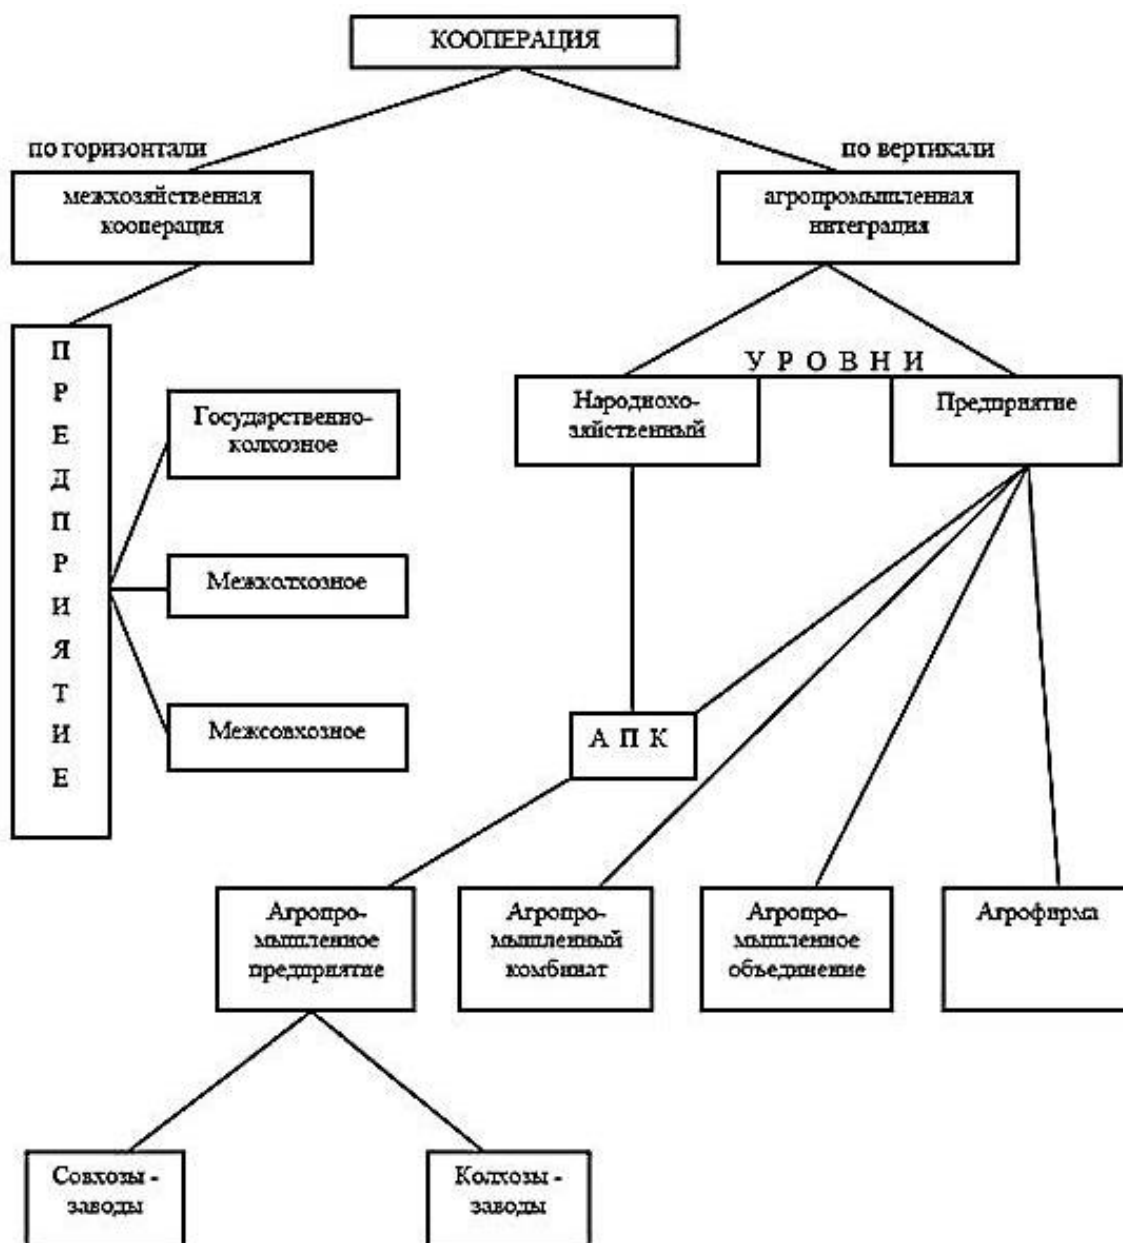 КООПЕРАЦИЯ
по горизонтали
по вертикали
межхозяйственная
кооперация
агропромышленная
интеграция
ПРЕДПРИЯТИЕ
У Р О В Н И
Народнохо-
зяйственный
Предприятие
Государственно-
колхозное
Межколхозное
Межсовхозное
А П К
Агропро-
мышленное
предприятие
Агропро-
мышленный
комбинат
Агропро-
мышленное
объединение
Агрофирма
Совхозы -
заводы
Колхозы -
заводы